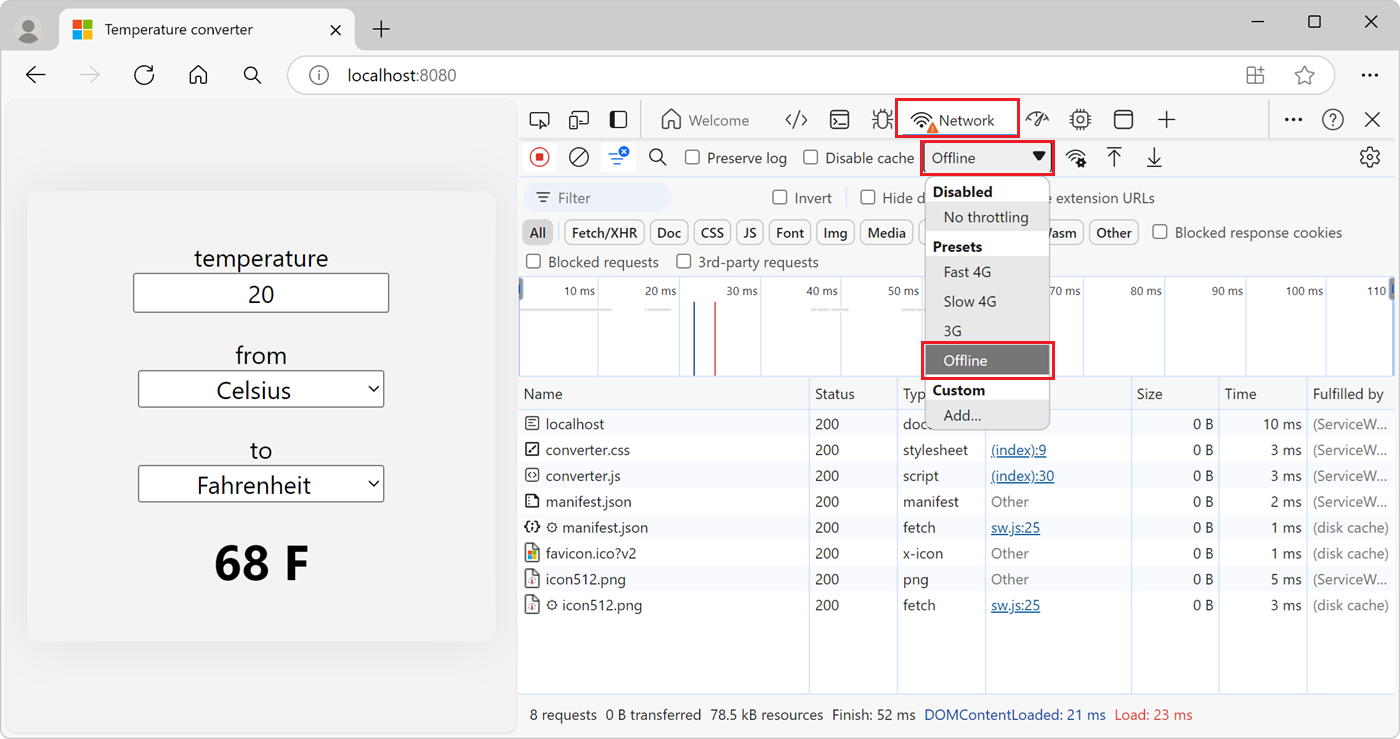 Temperature converter
localhost:8080
Welcome
Network
Preserve log
Disable cache
Offline
Filter
Invert
Hide d
e extension URLs
All
Fetch/XHR
Doc
CSS
JS
Font
Img
Media
Other
Blocked response cookies
Blocked requests
3rd-party requests
Disabled
No throttling
Presets
Fast 4G
Slow 4G
3G
Offline
Custom
Add...
10 ms
20 ms
30 ms
40 ms
50 ms
70 ms
80 ms
90 ms
100 ms
110
temperature
20
from
Celsius
to
Fahrenheit
68 F
Name Status Typ Size Time Fulfilled by
localhost 200 doc 0 B 10 ms (ServiceW...
converter.css 200 stylesheet (index):9 0 B 3 ms (ServiceW...
converter.js 200 script (index):30 0 B 3 ms (ServiceW...
manifest.json 200 manifest Other 0 B 2 ms (ServiceW...
manifest.json 200 fetch sw.js:25 0 B 1 ms (disk cache)
favicon.ico?v2 200 x-icon Other 0 B 1 ms (disk cache)
icon512.png 200 png Other 0 B 5 ms (ServiceW...
icon512.png 200 fetch sw.js:25 0 B 3 ms (disk cache)
8 requests 0 B transferred 78.5 kB resources Finish: 52 ms DOMContentLoaded: 21 ms Load: 23 ms